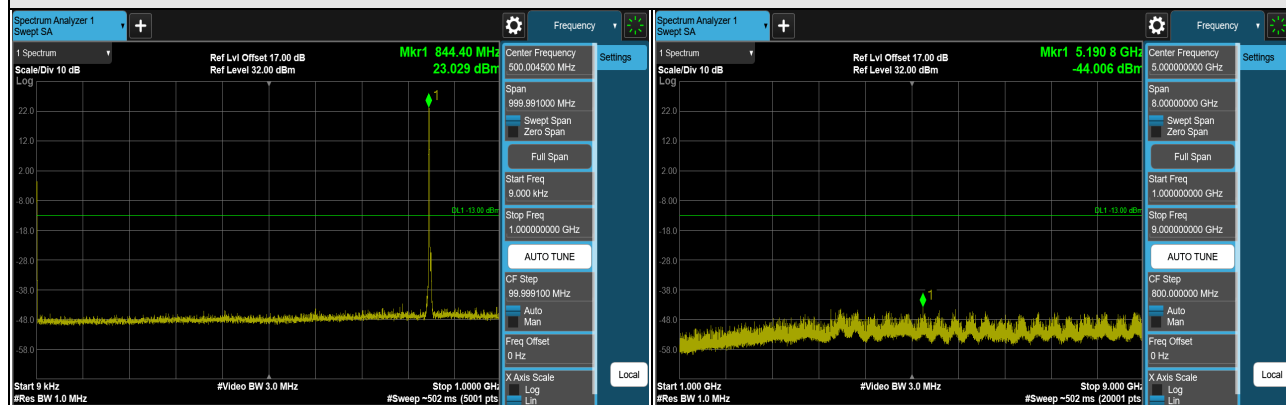 Spectrum Analyzer 1
Swept SA
+
Frequency
1 Spectrum
Scale/Div 10 dB
Log
Ref Lvl Offset 17.00 dB
Ref Level 32.00 dBm
Mkr1 844.40 MHz
23.029 dBm
1
22.0
12.0
2.00
-8.00
-18.0
-28.0
-38.0
-48.0
-58.0
DL1 -13.00 dBm
Start 9 kHz
#Res BW 1.0 MHz
#Video BW 3.0 MHz
Stop 1.0000 GHz
#Sweep ~502 ms (5001 pts
Center Frequency
500.004500 MHz
Span
999.991000 MHz
Swept Span
Zero Span
Full Span
Start Freq
9.000 kHz
Stop Freq
1.000000000 GHz
AUTO TUNE
CF Step
99.999100 MHz
Auto
Man
Freq Offset
0 Hz
X Axis Scale
Log
Lin
Settings
Local
Spectrum Analyzer 1
Swept SA
+
Frequency
1 Spectrum
Scale/Div 10 dB
Log
Ref Lvl Offset 17.00 dB
Ref Level 32.00 dBm
Mkr1 5.190 8 GHz
-44.006 dBm
1
22.0
12.0
2.00
-8.00
-18.0
-28.0
-38.0
-48.0
-58.0
DL1 -13.00 dBm
Start 1.000 GHz
#Res BW 1.0 MHz
#Video BW 3.0 MHz
Stop 9.000 GHz
#Sweep ~502 ms (20001 pts
Center Frequency
5.000000000 GHz
Span
8.00000000 GHz
Swept Span
Zero Span
Full Span
Start Freq
1.000000000 GHz
Stop Freq
9.000000000 GHz
AUTO TUNE
CF Step
800.000000 MHz
Auto
Man
Freq Offset
0 Hz
X Axis Scale
Log
Lin
Settings
Local